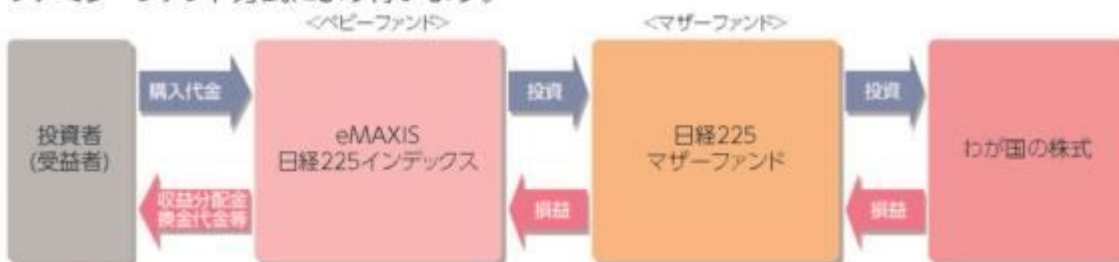 <ベビーファンド>
<マザーファンド>
投資者
(受益者)
購入代金
収益分配金
換金代金等
eMAXIS
日経225インデックス
投資
損益
日経225
マザーファンド
投資
損益
わが国の株式